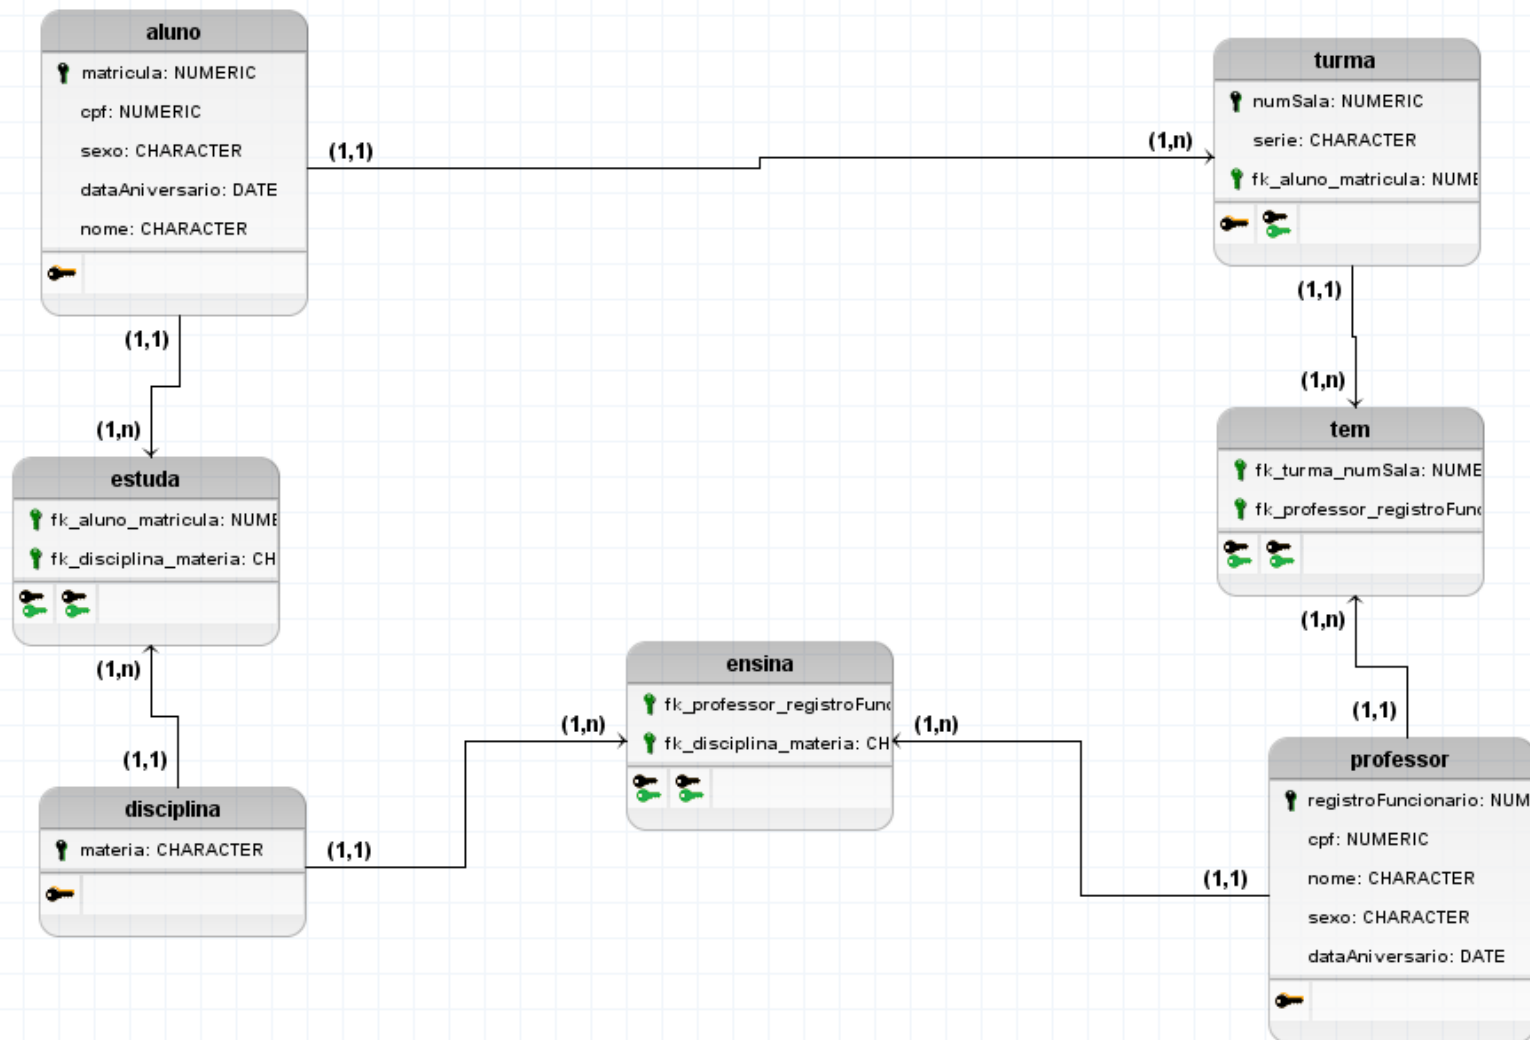 aluno
matricula: NUMERIC
cpf: NUMERIC
sexo: CHARACTER
dataAniversario: DATE
nome: CHARACTER
(1,1)
(1,n)
turma
numSala: NUMERIC
serie: CHARACTER
fk_aluno_matricula: NUME
(1,1)
(1,n)
(1,1)
(1,n)
estuda
fk_aluno_matricula: NUME
fk_disciplina_materia: CH
tem
fk_turma_numSala: NUME
fk_professor_registroFunc
(1,n)
(1,1)
(1,n)
(1,1)
disciplina
materia: CHARACTER
(1,1)
(1,n)
ensina
fk_professor_registroFunc
fk_disciplina_materia: CH
(1,n)
(1,1)
professor
registroFuncionario: NUM
cpf: NUMERIC
nome: CHARACTER
sexo: CHARACTER
dataAniversario: DATE